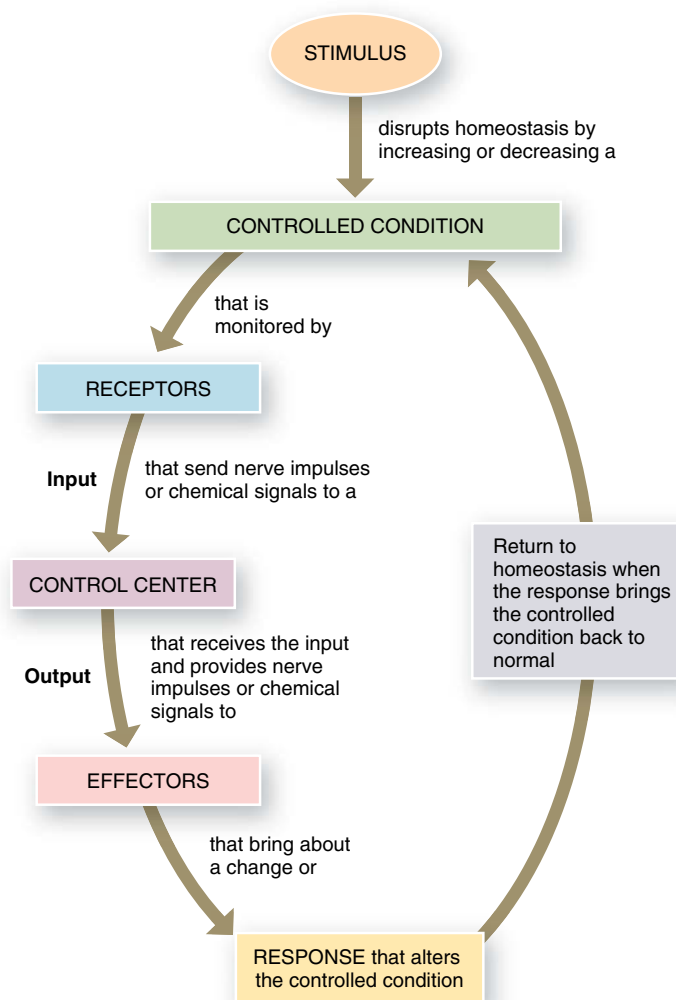 STIMULUS
disrupts homeostasis by
increasing or decreasing a
CONTROLLED CONDITION
that is
monitored by
RECEPTORS
Input
that send nerve impulses
or chemical signals to a
CONTROL CENTER
Output
that receives the input
and provides nerve
impulses or chemical
signals to
EFFECTORS
that bring about
a change or
RESPONSE that alters
the controlled condition
Return to
homeostasis when
the response brings
the controlled
condition back to
normal